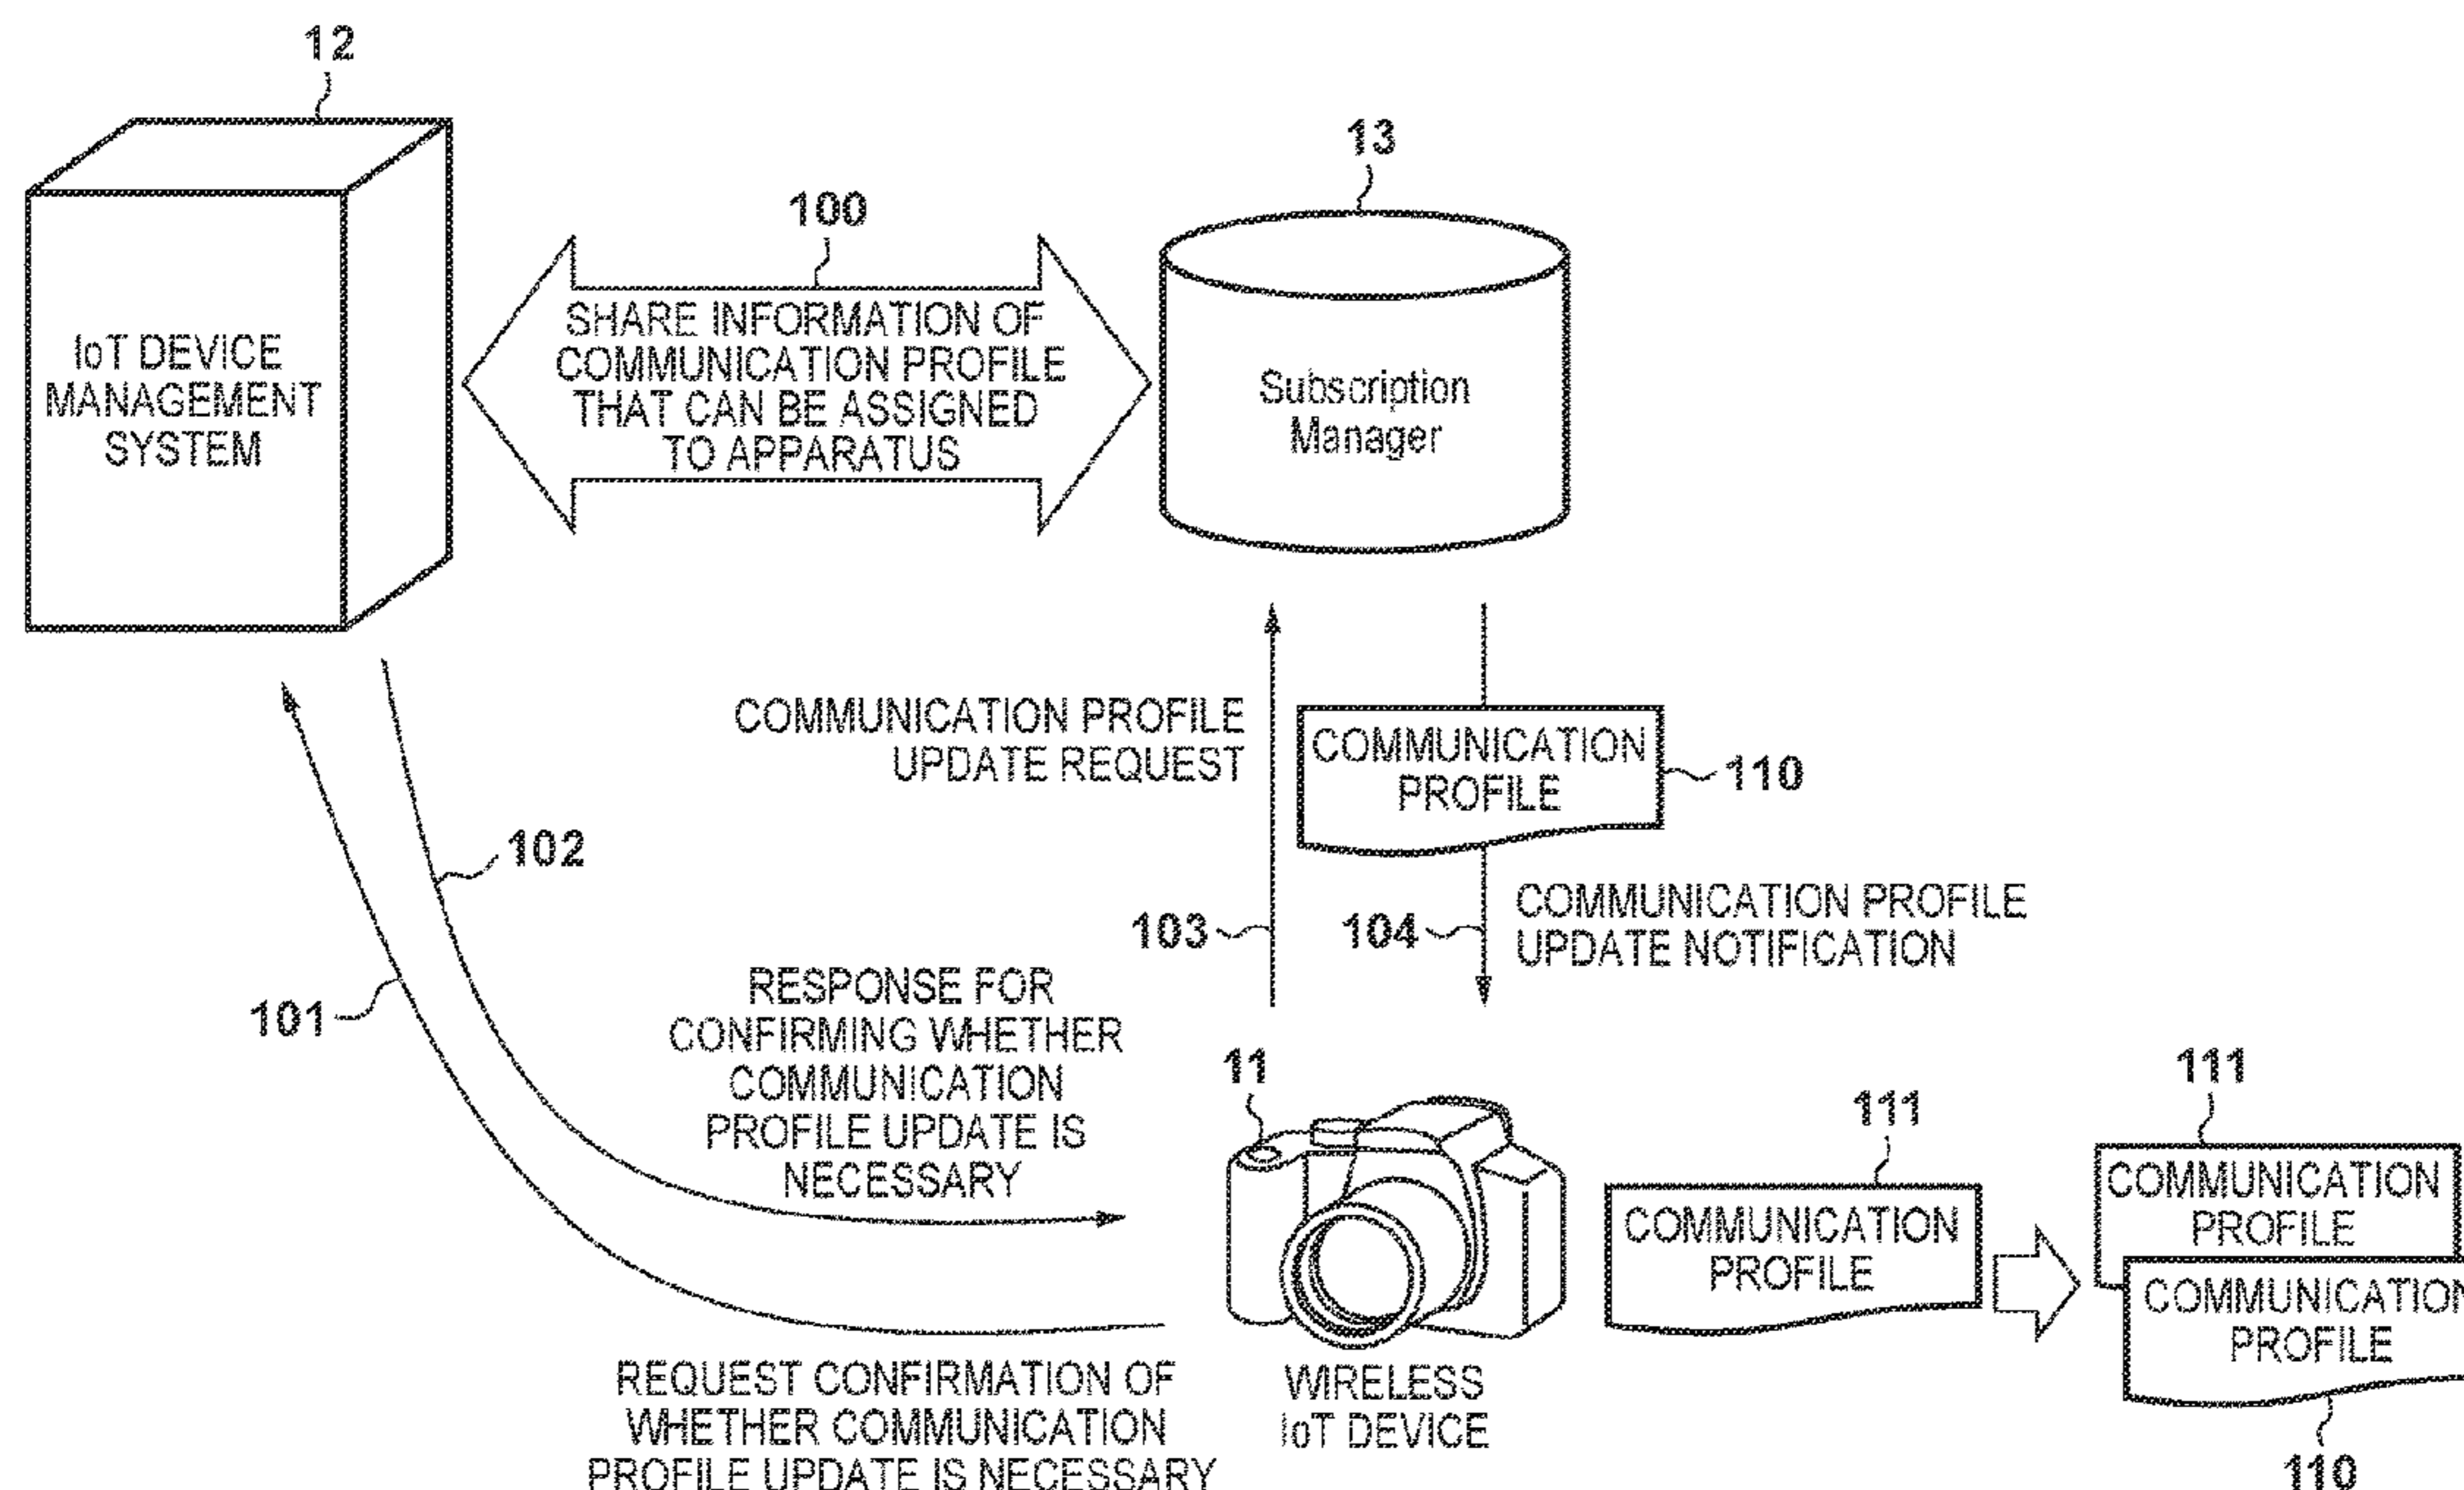 12
13
100
IoT DEVICE
MANAGEMENT
SYSTEM
SHARE INFORMATION OF
COMMUNICATION PROFILE
THAT CAN BE ASSIGNED
TO APPARATUS
Subscription
Manager
COMMUNICATION PROFILE
UPDATE REQUEST
COMMUNICATION
PROFILE
110
102
103
104
COMMUNICATION PROFILE
UPDATE NOTIFICATION
101
RESPONSE FOR
CONFIRMING WHETHER
COMMUNICATION
PROFILE UPDATE IS
NECESSARY
11
111
111
COMMUNICATION
PROFILE
COMMUNICATION
PROFILE
COMMUNICATION
PROFILE
110
REQUEST CONFIRMATION OF
WHETHER COMMUNICATION
PROFILE UPDATE IS NECESSARY
WIRELESS
IoT DEVICE